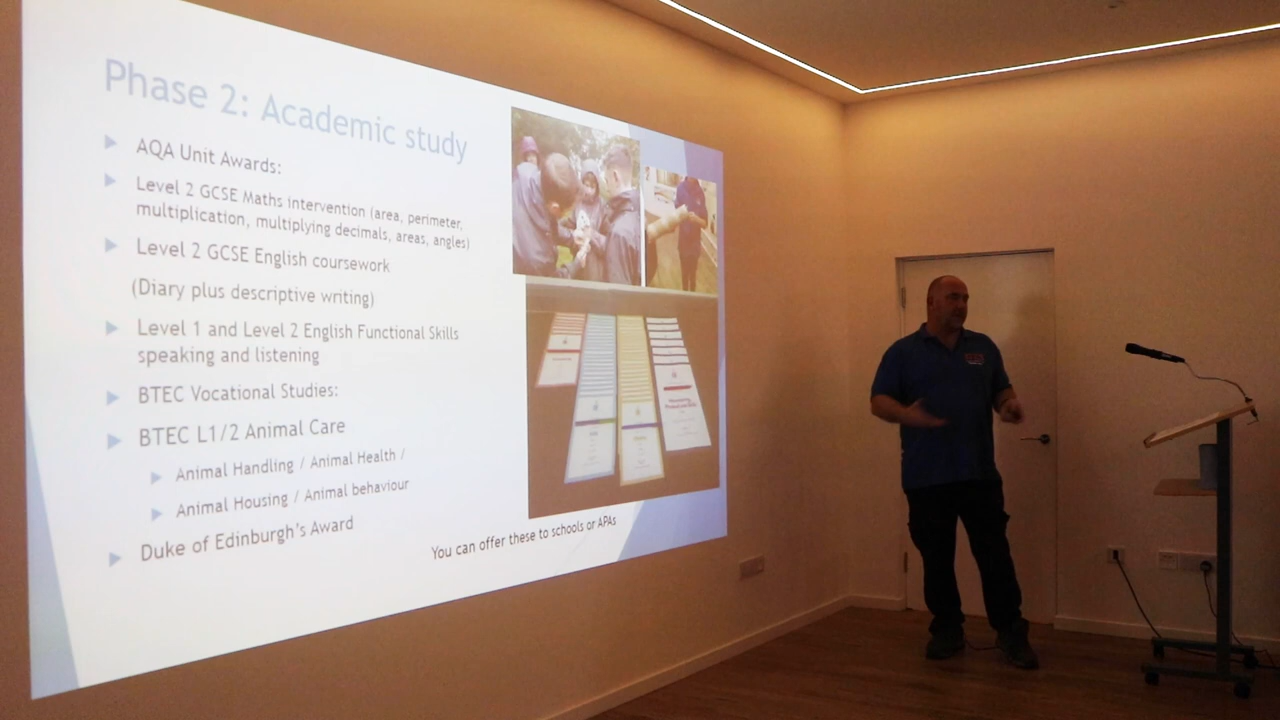 Phase 2: Academic study
AQA Unit Awards:
Level 2 GCSE Maths intervention (area, perimeter,
multiplication, multiplying decimals, areas, angles)
Level 2 GCSE English coursework
(Diary plus descriptive writing)
Level 1 and Level 2 English Functional Skills
speaking and listening
BTEC Vocational Studies:
BTEC L1/2 Animal Care
Animal Handling / Animal Health /
Animal Housing / Animal behaviour
Duke of Edinburgh's Award
You can offer these to schools or APAs